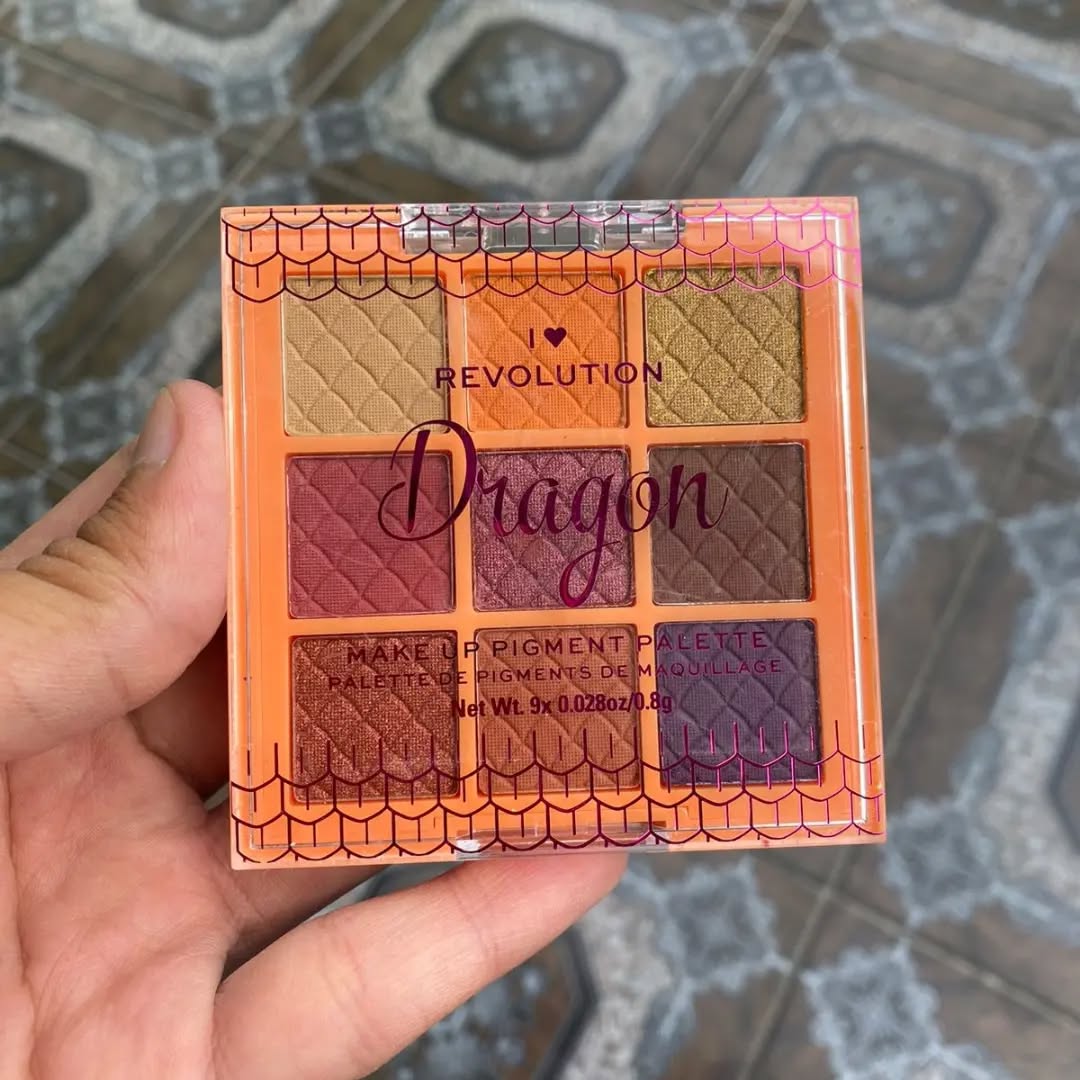 I ♥
REVOLUTION
Dragon
MAKE UP PIGMENT PALETTE
PALETTE DE PIGMENTS DE MAQUILLAGE
Net Wt. 9x 0.028oz/0.8g